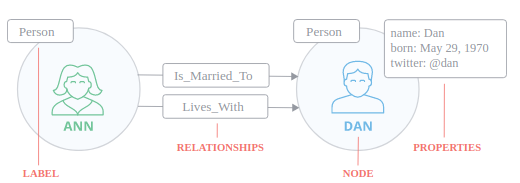 Person
Person
name: Dan
born: May 29, 1970
twitter: @dan
Is_Married_To
Lives_With
ANN
DAN
RELATIONSHIPS
PROPERTIES
LABEL
NODE